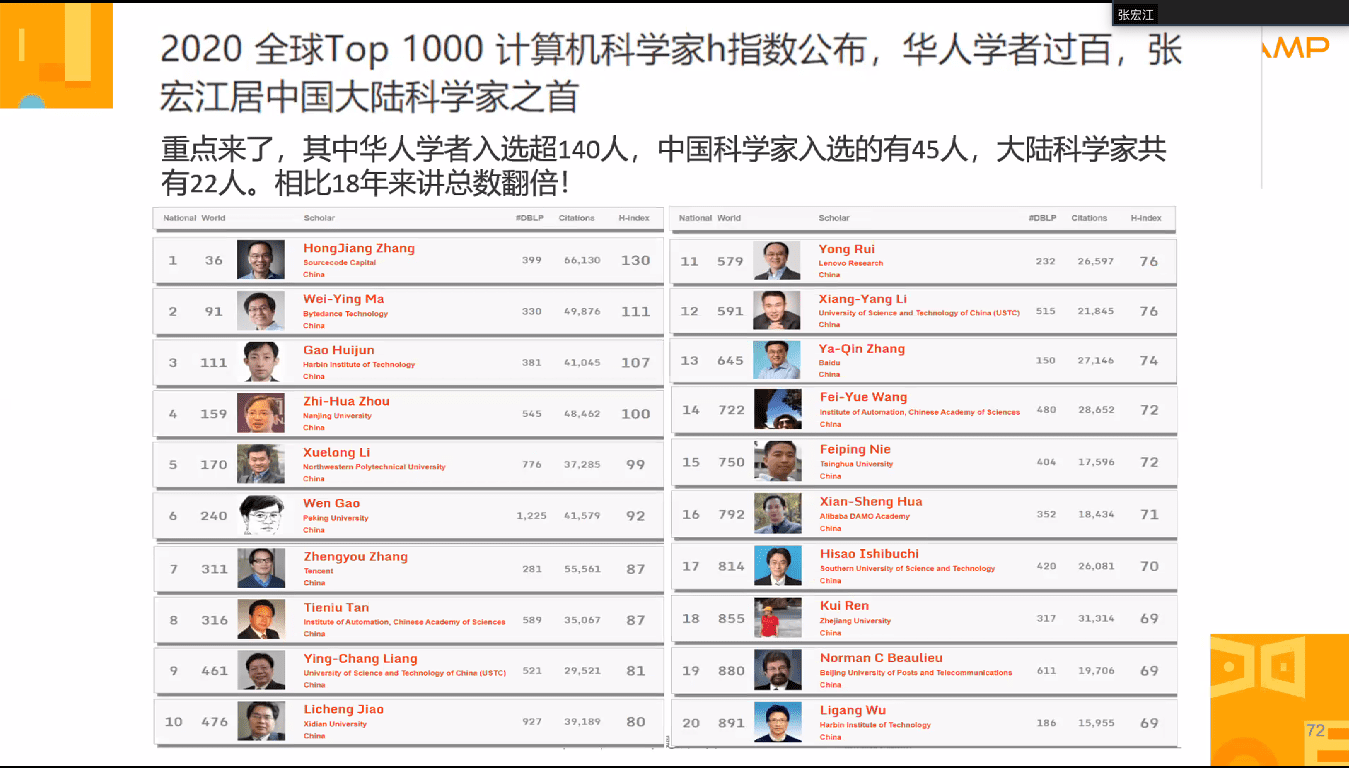 张宏江
AMP
2020 全球Top 1000 计算机科学家h指数公布，华人学者过百，张
宏江居中国大陆科学家之首
重点来了，其中华人学者入选超140人，中国科学家入选的有45人，大陆科学家共
有22人。相比18年来讲总数翻倍！
National World Scholar #DBLP Citations H-index
1 36 HongJiang Zhang 399 66,130 130
Sourcecode Capital
China
2 91 Wei-Ying Ma 330 49,876 111
Bytedance Technology
China
3 111 Gao Huijun 381 41,045 107
Harbin Institute of Technology
China
4 159 Zhi-Hua Zhou 545 48,462 100
Nanjing University
China
5 170 Xuelong Li 776 37,285 99
Northwestern Polytechnical University
China
6 240 Wen Gao 1,225 41,579 92
Peking University
China
7 311 Zhengyou Zhang 281 55,561 87
Tencent
China
8 316 Tieniu Tan 589 35,067 87
Institute of Automation, Chinese Academy of Sciences
China
9 461 Ying-Chang Liang 521 29,521 81
University of Science and Technology of China (USTC)
China
10 476 Licheng Jiao 927 39,189 80
Xidian University
China
National World Scholar #DBLP Citations H-index
11 579 Yong Rui 232 26,597 76
Lenovo Research
China
12 591 Xiang-Yang Li 515 21,845 76
University of Science and Technology of China (USTC)
China
13 645 Ya-Qin Zhang 150 27,146 74
Baidu
China
14 722 Fei-Yue Wang 480 28,652 72
Institute of Automation, Chinese Academy of Sciences
China
15 750 Feiping Nie 404 17,596 72
Tsinghua University
China
16 792 Xian-Sheng Hua 352 18,434 71
Alibaba DAMO Academy
China
17 814 Hisao Ishibuchi 420 26,081 70
Southern University of Science and Technology
China
18 855 Kui Ren 317 31,314 69
Zhejiang University
China
19 880 Norman C Beaulieu 611 19,706 69
Beijing University of Posts and Telecommunications
China
20 891 Ligang Wu 186 15,955 69
Harbin Institute of Technology
China
72